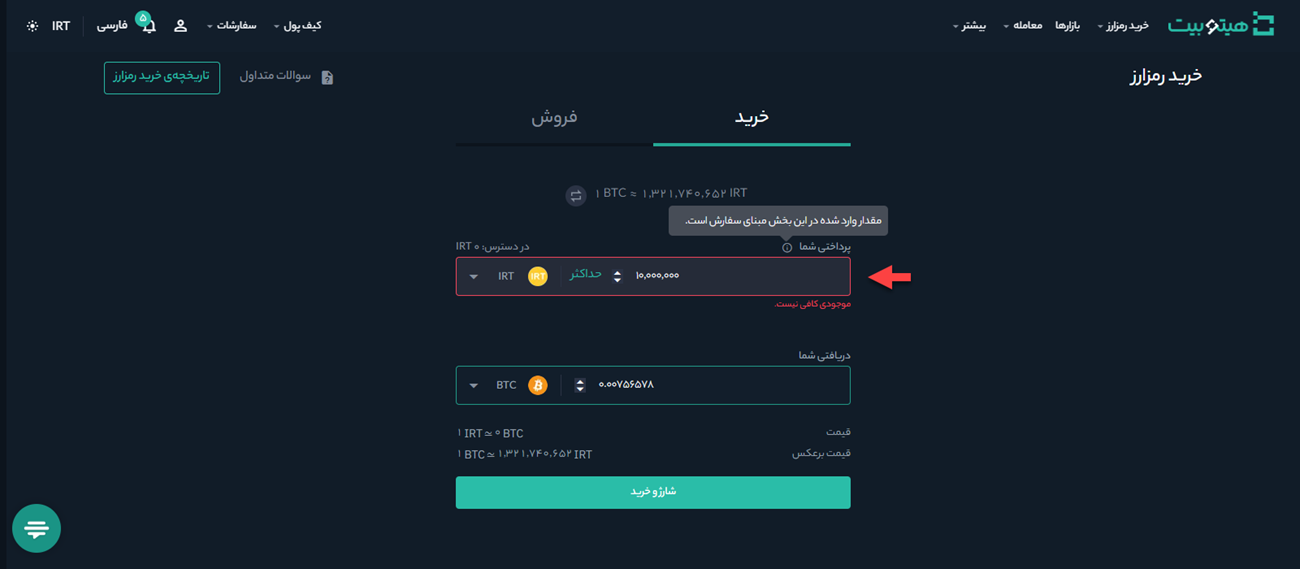 هیتوبیت
خرید رمزارز
بازارها
معامله
بیشتر
کیف پول
سفارشات
۵
فارسی
IRT
خرید رمزارز
سوالات متداول
تاریخچه‌ی خرید رمزارز
خرید
فروش
۱ BTC ≈ ۱,۳۲۱,۷۴۰,۶۵۲ IRT
مقدار وارد شده در این بخش مبنای سفارش است.
پرداختی شما
در دسترس: ۰ IRT
۱۰,۰۰۰,۰۰۰ حداکثر IRT IRT
موجودی کافی نیست.
دریافتی شما
۰.۰۰۷۵۶۵۷۸ BTC
قیمت
۱ IRT ≃ ۰ BTC
قیمت برعکس
۱ BTC ≃ ۱,۳۲۱,۷۴۰,۶۵۲ IRT
شارژ و خرید